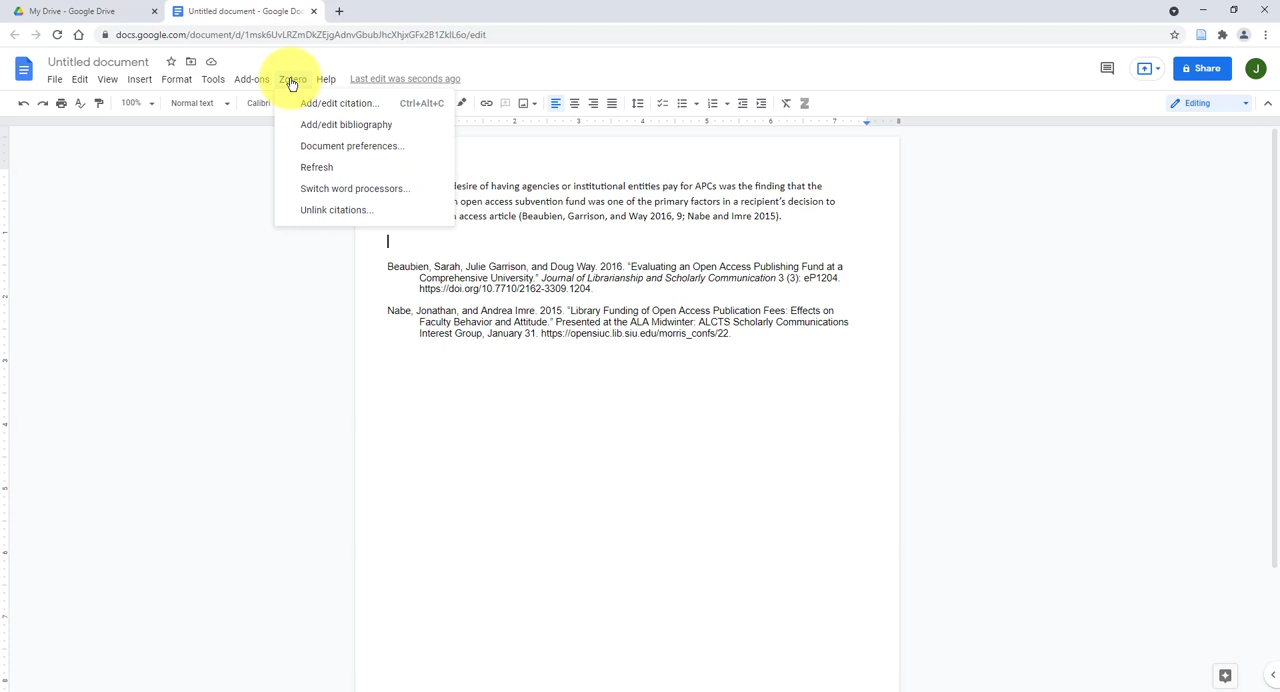 My Drive - Google Drive
Untitled document - Google Do
docs.google.com/document/d/1msk6UvLRZmDkZEjgAdnvGbubJhcXhjxGFx2B1ZklL6o/edit
Untitled document
File Edit View Insert Format Tools Add-ons Zotero Help Last edit was seconds ago
Share
J
100% Normal text Calibri
Editing
Add/edit citation... Ctrl+Alt+C
Add/edit bibliography
Document preferences...
Refresh
Switch word processors...
Unlink citations...
2 3 4 5 6 7 8
desire of having agencies or institutional entities pay for APCs was the finding that the
open access subvention fund was one of the primary factors in a recipient's decision to
access article (Beaubien, Garrison, and Way 2016, 9; Nabe and Imre 2015).
Beaubien, Sarah, Julie Garrison, and Doug Way. 2016. "Evaluating an Open Access Publishing Fund at a
Comprehensive University." Journal of Librarianship and Scholarly Communication 3 (3): eP1204.
https://doi.org/10.7710/2162-3309.1204.
Nabe, Jonathan, and Andrea Imre. 2015. "Library Funding of Open Access Publication Fees: Effects on
Faculty Behavior and Attitude." Presented at the ALA Midwinter: ALCTS Scholarly Communications
Interest Group, January 31. https://opensiuc.lib.siu.edu/morris_confs/22.